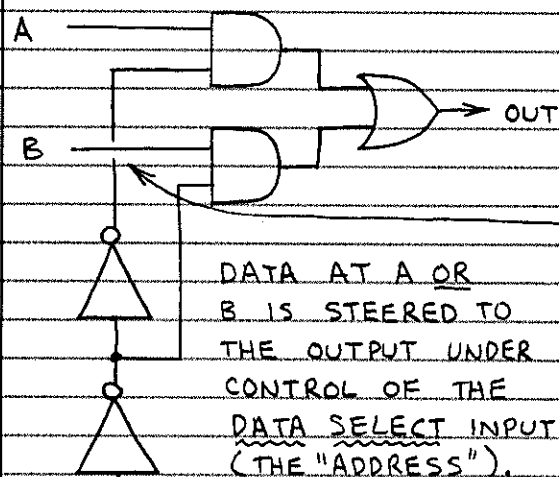 A
OUT
B
DATA AT A OR
B IS STEERED TO
THE OUTPUT UNDER
CONTROL OF THE
DATA SELECT INPUT
(THE "ADDRESS").